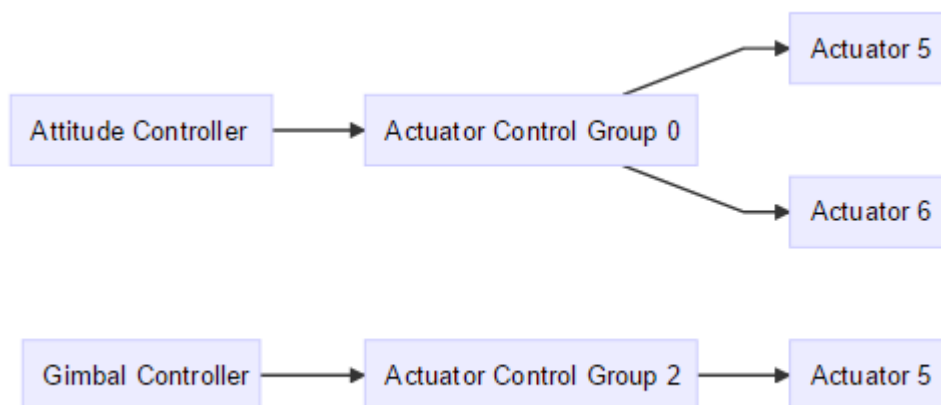 Actuator 5
Attitude Controller
Actuator Control Group 0
Actuator 6
Gimbal Controller
Actuator Control Group 2
Actuator 5